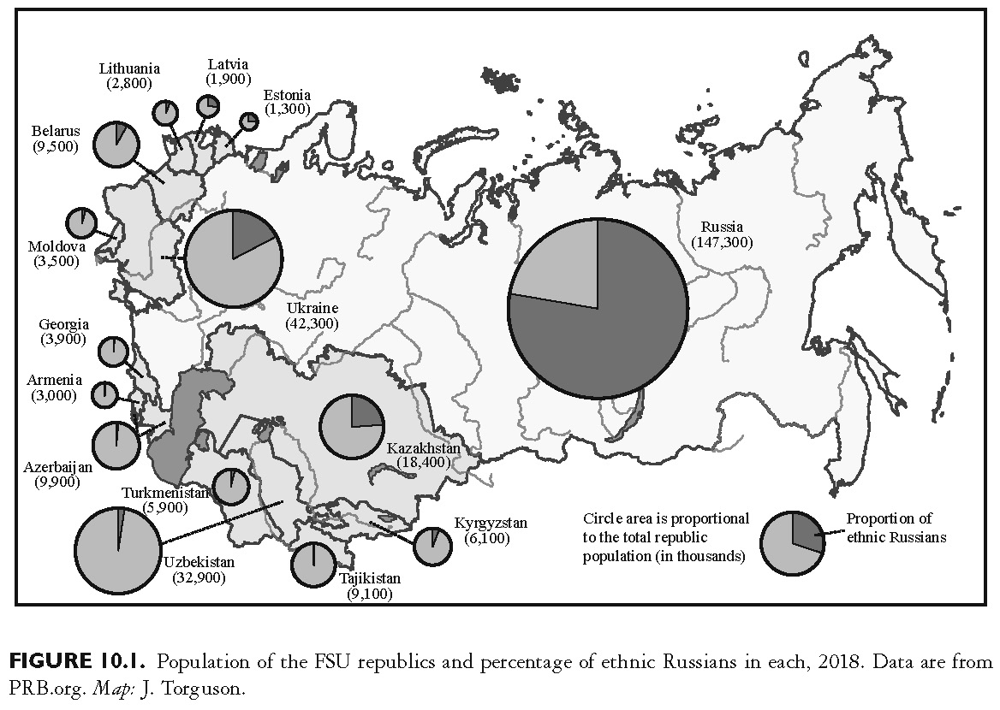 Lithuania
(2,800)
Latvia
(1,900)
Estonia
(1,300)
Belarus
(9,500)
Moldova
(3,500)
Ukraine
(42,300)
Russia
(147,300)
Georgia
(3,900)
Armenia
(3,000)
Azerbaijan
(9,900)
Kazakhstan
(18,400)
Turkmenistan
(5,900)
Uzbekistan
(32,900)
Tajikistan
(9,100)
Kyrgyzstan
(6,100)
Circle area is proportional
to the total republic
population (in thousands)
Proportion of
ethnic Russians
FIGURE 10.1. Population of the FSU republics and percentage of ethnic Russians in each, 2018. Data are from
PRB.org. Map: J. Torguson.